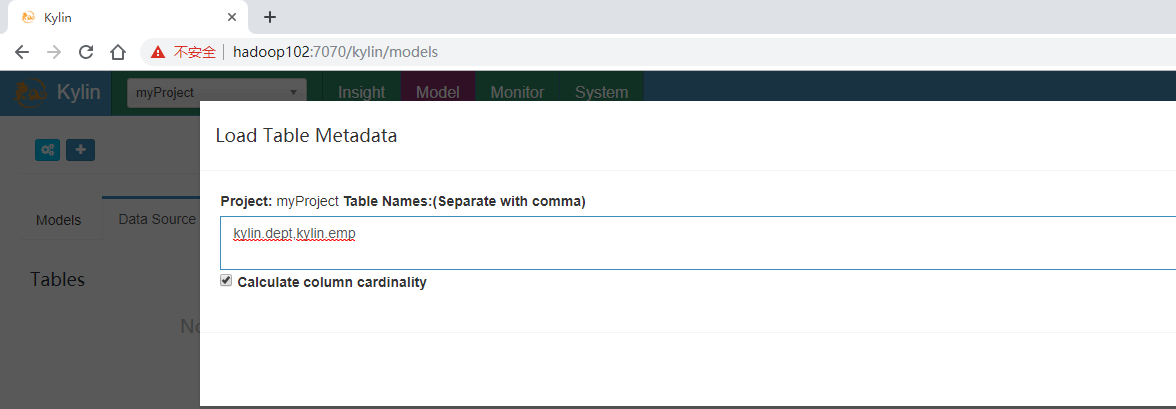 Kylin
不安全 hadoop102:7070/kylin/models
Kylin myProject Insight Model Monitor System
Load Table Metadata
Project: myProject Table Names:(Separate with comma)
kylin.dept,kylin.emp
Calculate column cardinality
Models Data Source
Tables
No